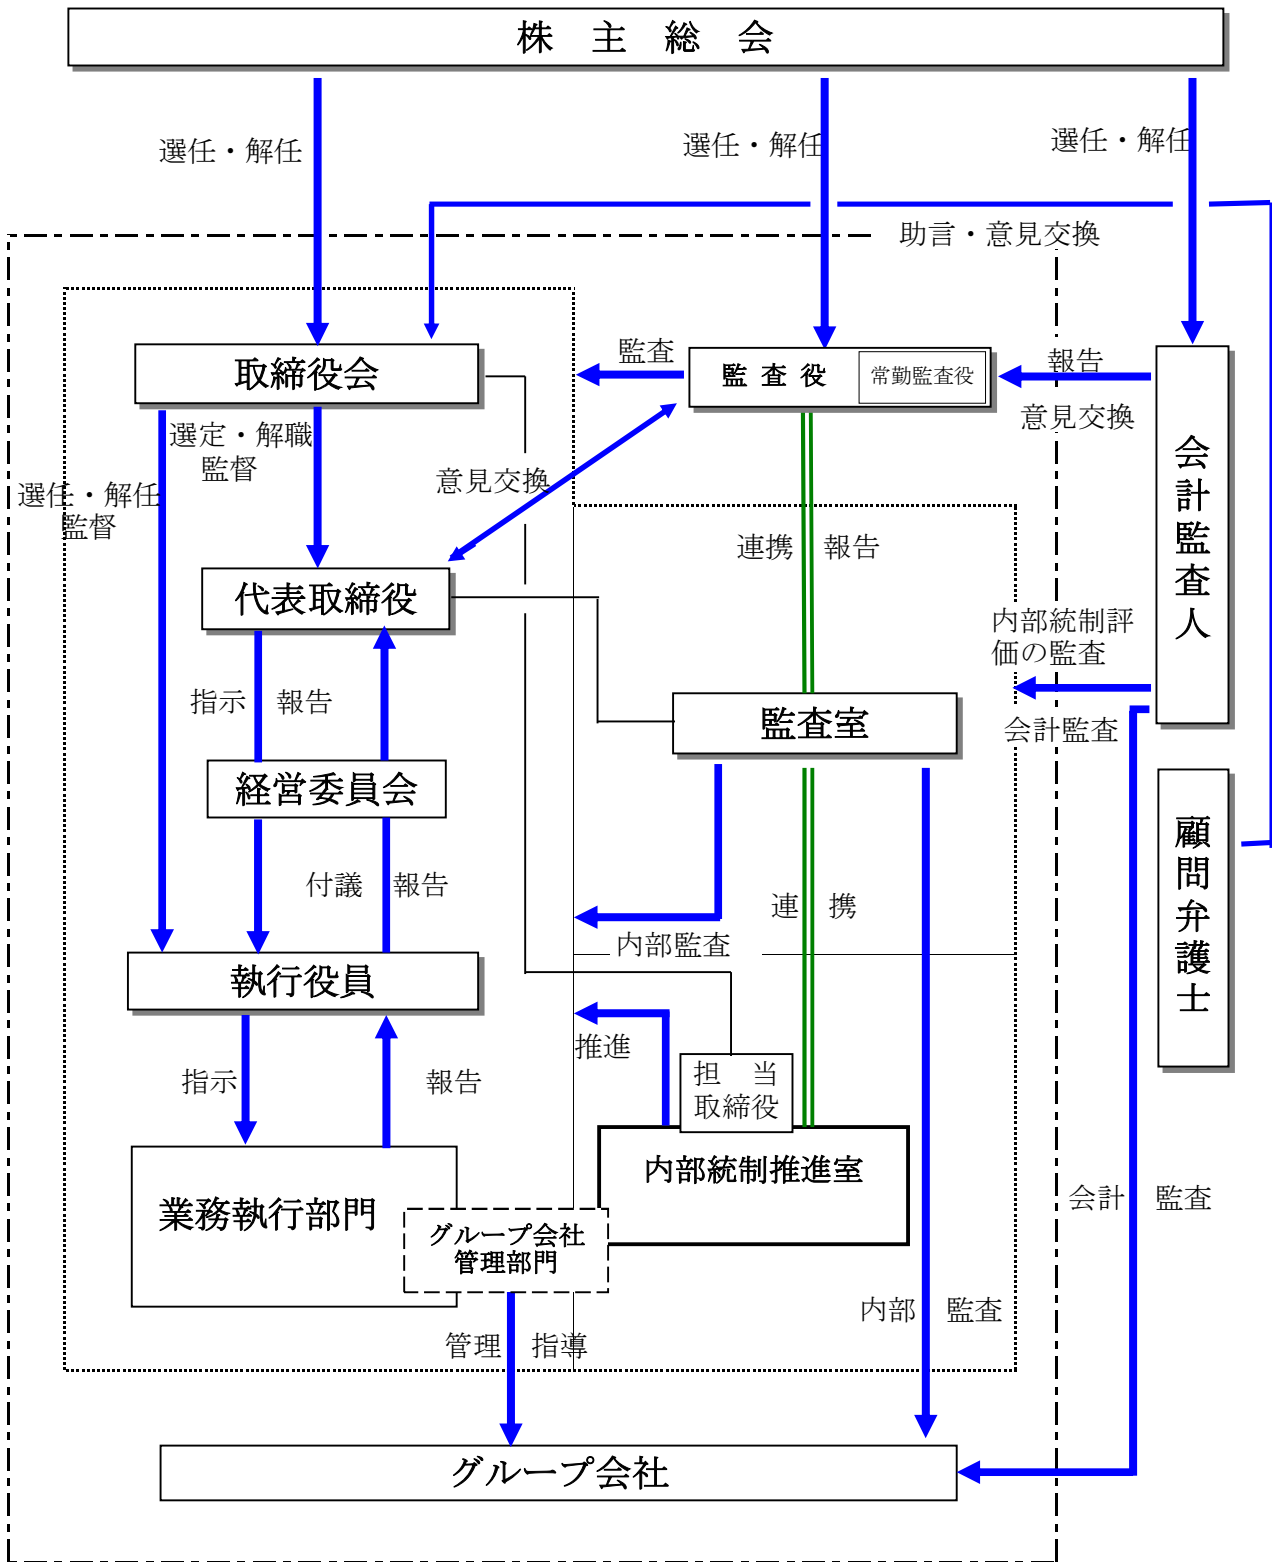 株　主　総　会
選任・解任
選任・解任
選任・解任
助言・意見交換
取締役会
監査
監 査 役
常勤監査役
報告
意見交換
会計監査人
選定・解職
監督
選任・解任
監督
意見交換
連携
報告
代表取締役
内部統制評
価の監査
会計監査
指示
報告
監査室
経営委員会
顧問弁護士
付議
報告
連　携
内部監査
執行役員
推進
指示
報告
担　当
取締役
内部統制推進室
業務執行部門
グループ会社
管理部門
会計　監査
内部　監査
管理　指導
グループ会社